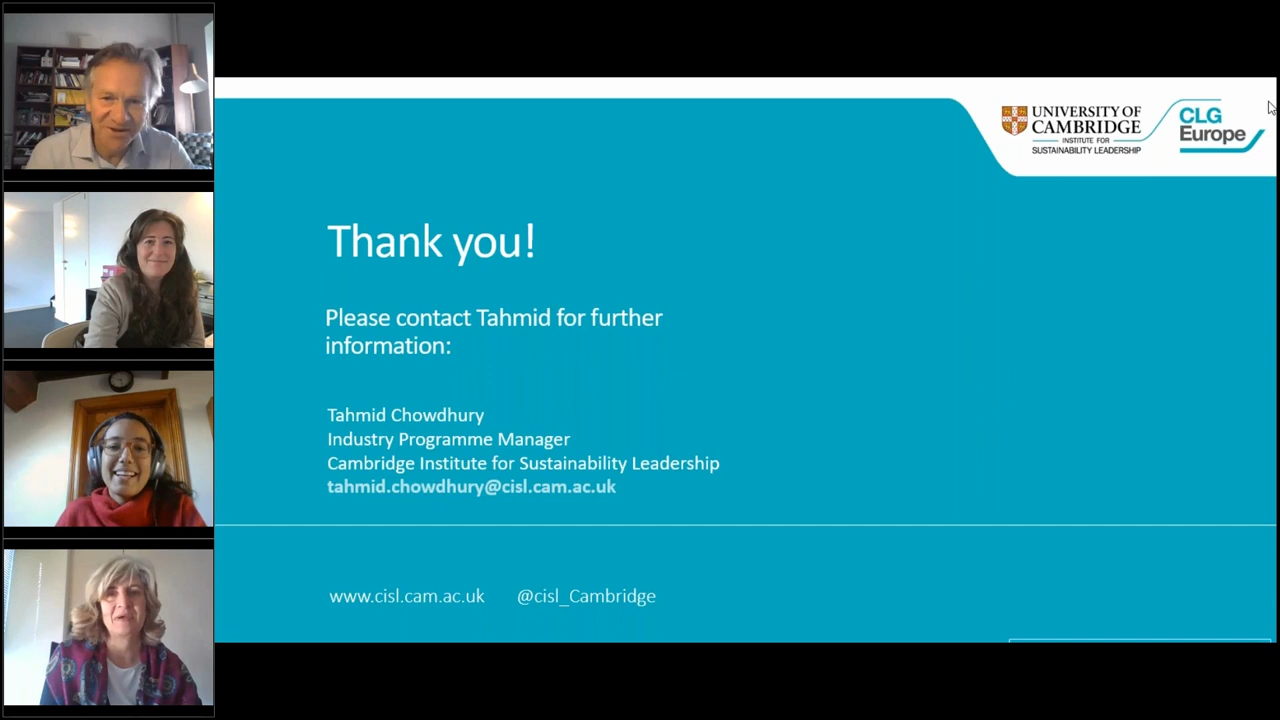 UNIVERSITY OF
CAMBRIDGE
INSTITUTE FOR
SUSTAINABILITY LEADERSHIP
CLG
Europe
Thank you!
Please contact Tahmid for further
information:
Tahmid Chowdhury
Industry Programme Manager
Cambridge Institute for Sustainability Leadership
tahmid.chowdhury@cisl.cam.ac.uk
www.cisl.cam.ac.uk @cisl_Cambridge